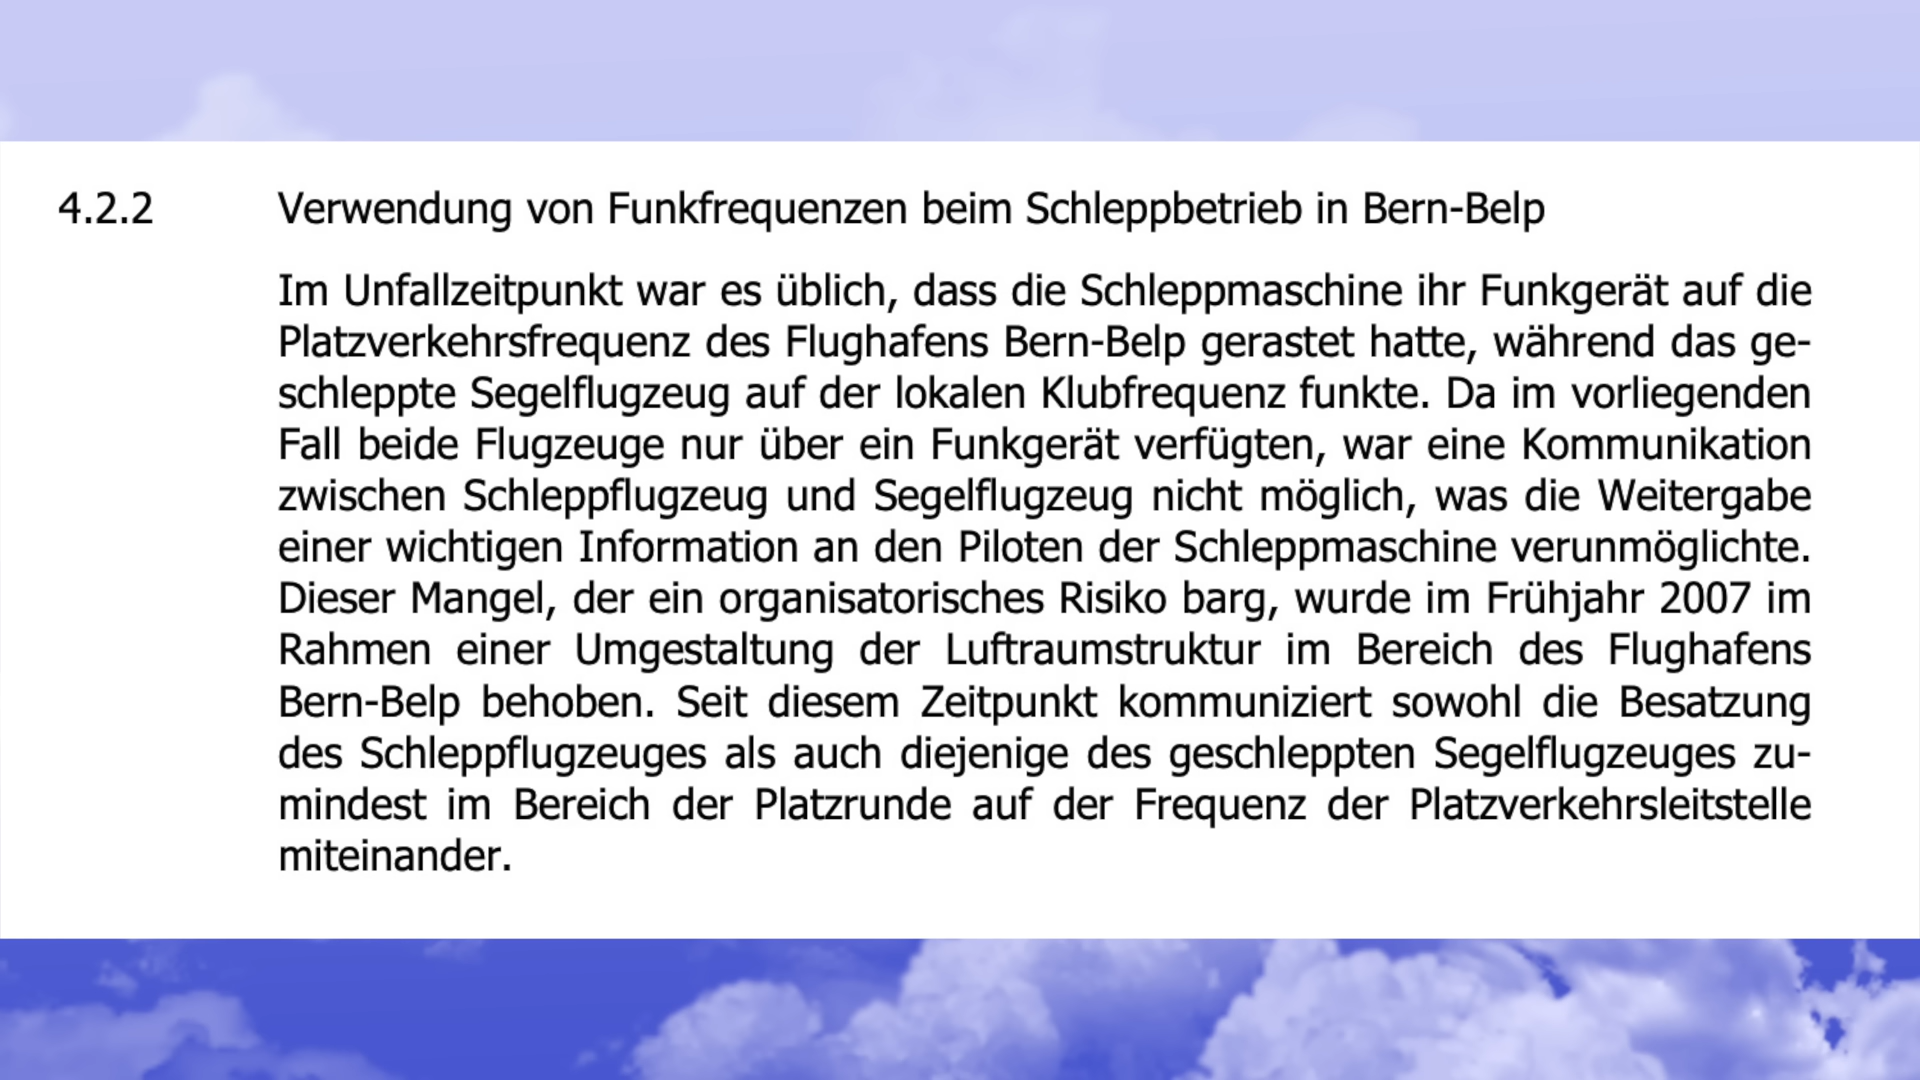 4.2.2 Verwendung von Funkfrequenzen beim Schleppbetrieb in Bern-Belp
Im Unfallzeitpunkt war es üblich, dass die Schleppmaschine ihr Funkgerät auf die
Platzverkehrsfrequenz des Flughafens Bern-Belp gerastet hatte, während das ge-
schleppte Segelflugzeug auf der lokalen Klubfrequenz funkte. Da im vorliegenden
Fall beide Flugzeuge nur über ein Funkgerät verfügten, war eine Kommunikation
zwischen Schleppflugzeug und Segelflugzeug nicht möglich, was die Weitergabe
einer wichtigen Information an den Piloten der Schleppmaschine verunmöglichte.
Dieser Mangel, der ein organisatorisches Risiko barg, wurde im Frühjahr 2007 im
Rahmen einer Umgestaltung der Luftraumstruktur im Bereich des Flughafens
Bern-Belp behoben. Seit diesem Zeitpunkt kommuniziert sowohl die Besatzung
des Schleppflugzeuges als auch diejenige des geschleppten Segelflugzeuges zu-
mindest im Bereich der Platzrunde auf der Frequenz der Platzverkehrsleitstelle
miteinander.